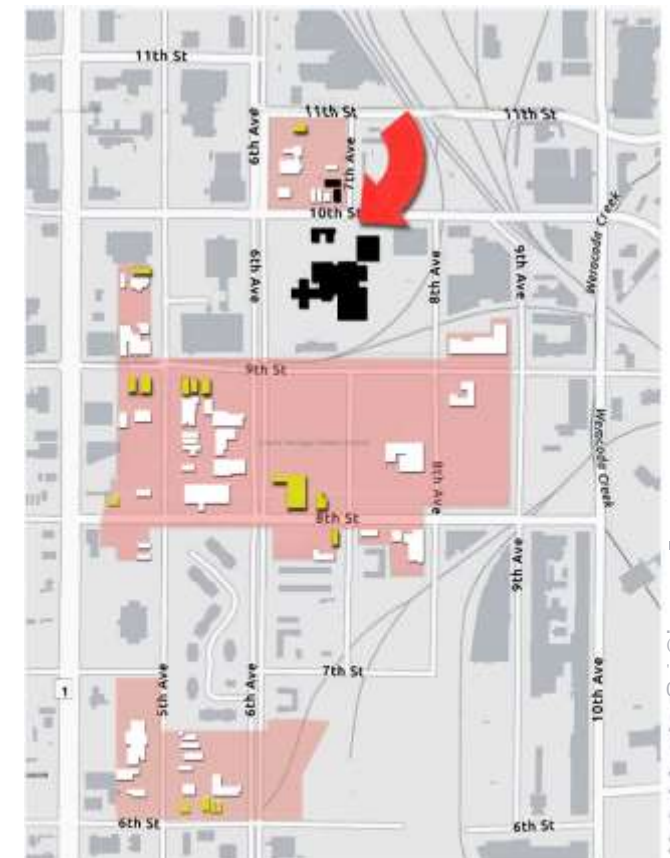 11th St
11th St
11th St
6th Ave
7th Ave
10th St
Weracoda Creek
6th Ave
8th Ave
9th Ave
9th St
8th Ave
Weracoda Creek
8th St
9th Ave
7th St
1
5th Ave
6th Ave
10th Ave
6th St
6th St